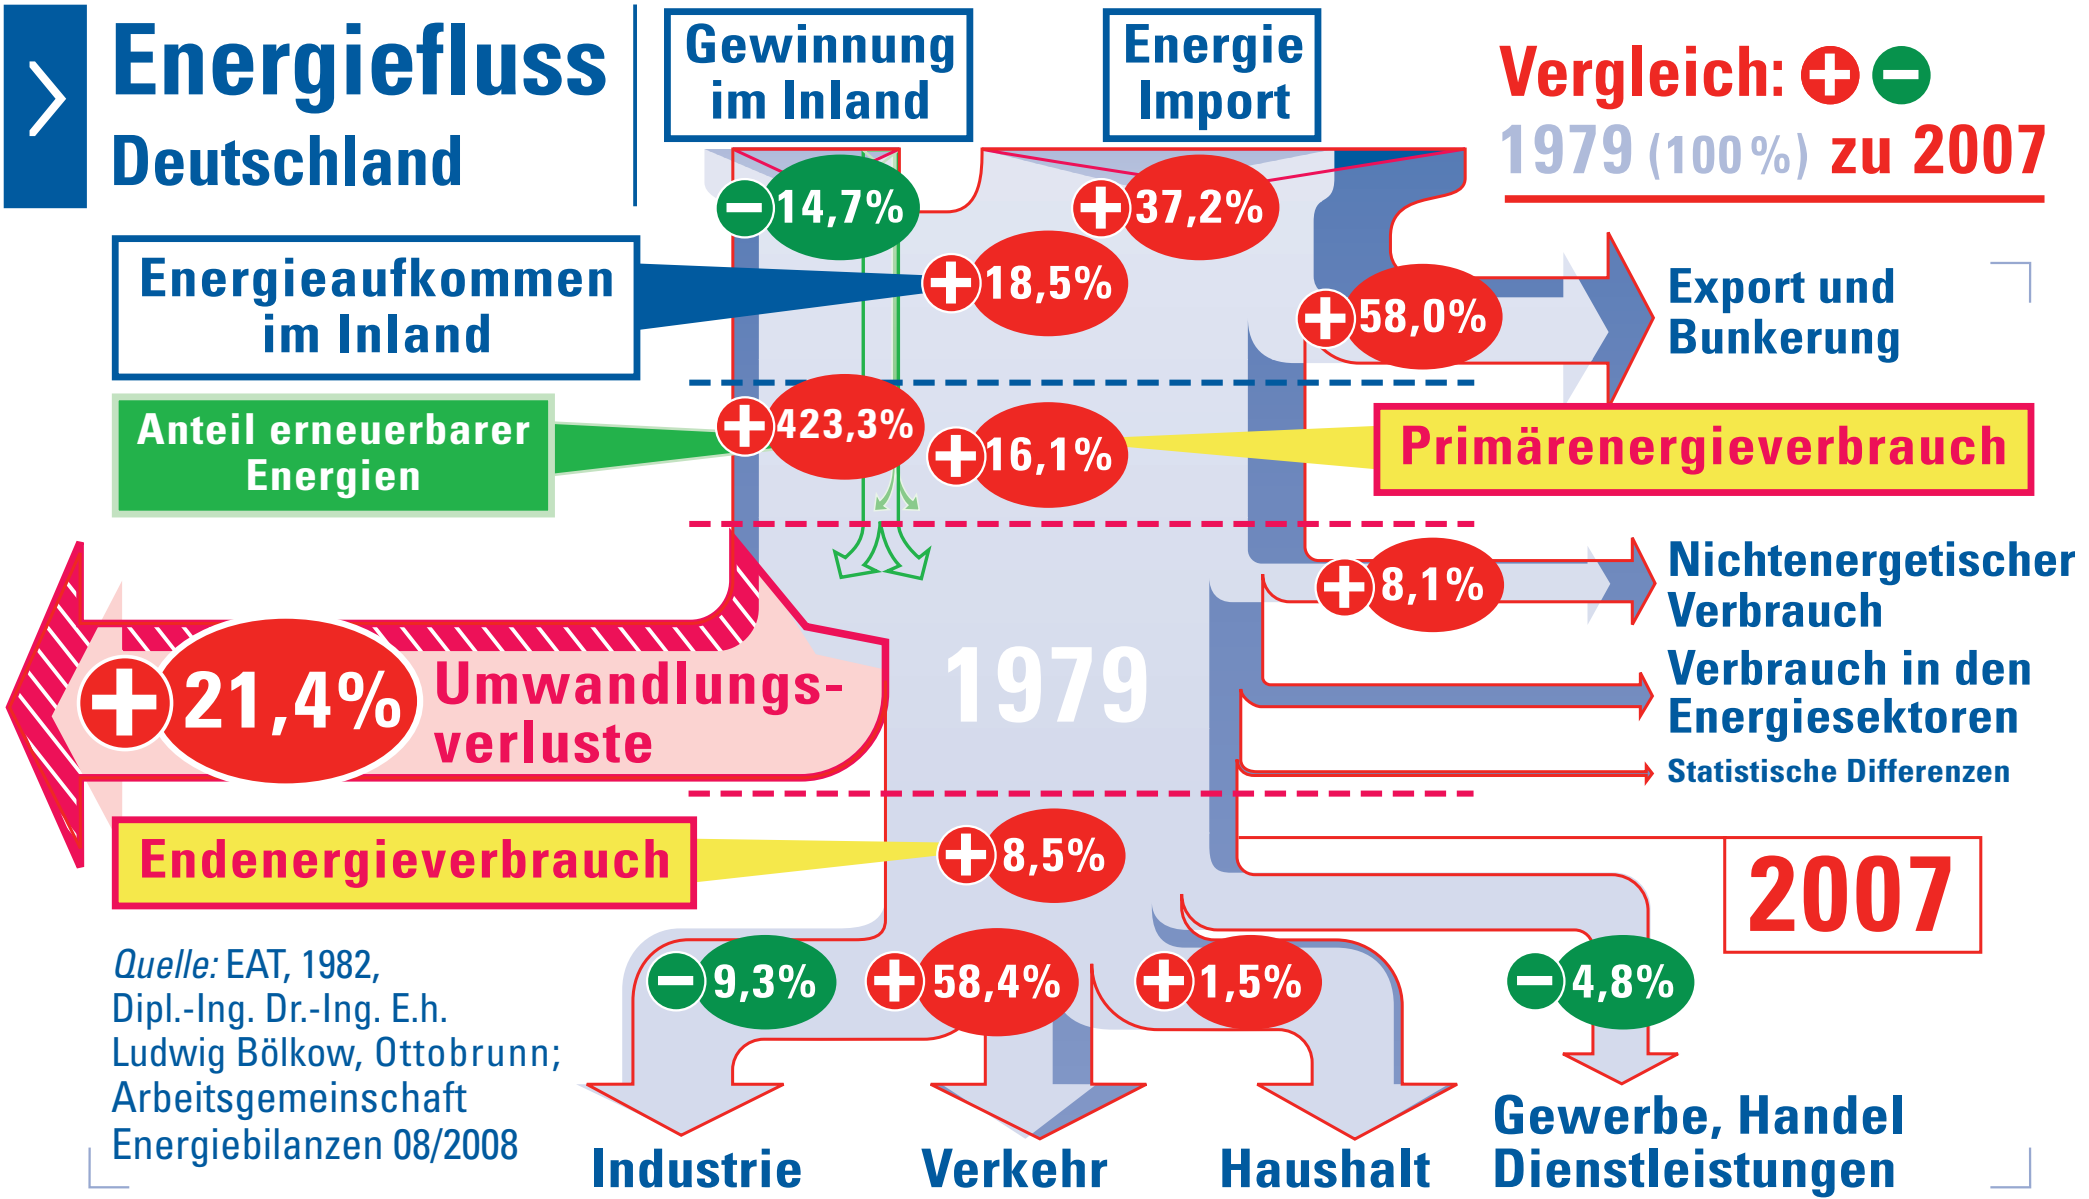 Energiefluss
Deutschland
Gewinnung
im Inland
Energie
Import
Vergleich: + −
1979 (100 %) zu 2007
− 14,7%
+ 37,2%
Energieaufkommen
im Inland
+ 18,5%
+ 58,0%
Export und
Bunkerung
Anteil erneuerbarer
Energien
+ 423,3%
+ 16,1%
Primärenergieverbrauch
+ 8,1%
Nichtenergetischer
Verbrauch
1979
+ 21,4%
Umwandlungs-
verluste
Verbrauch in den
Energiesektoren
Statistische Differenzen
Endenergieverbrauch
+ 8,5%
2007
Quelle: EAT, 1982,
Dipl.-Ing. Dr.-Ing. E.h.
Ludwig Bölkow, Ottobrunn;
Arbeitsgemeinschaft
Energiebilanzen 08/2008
− 9,3%
+ 58,4%
+ 1,5%
− 4,8%
Industrie
Verkehr
Haushalt
Gewerbe, Handel
Dienstleistungen